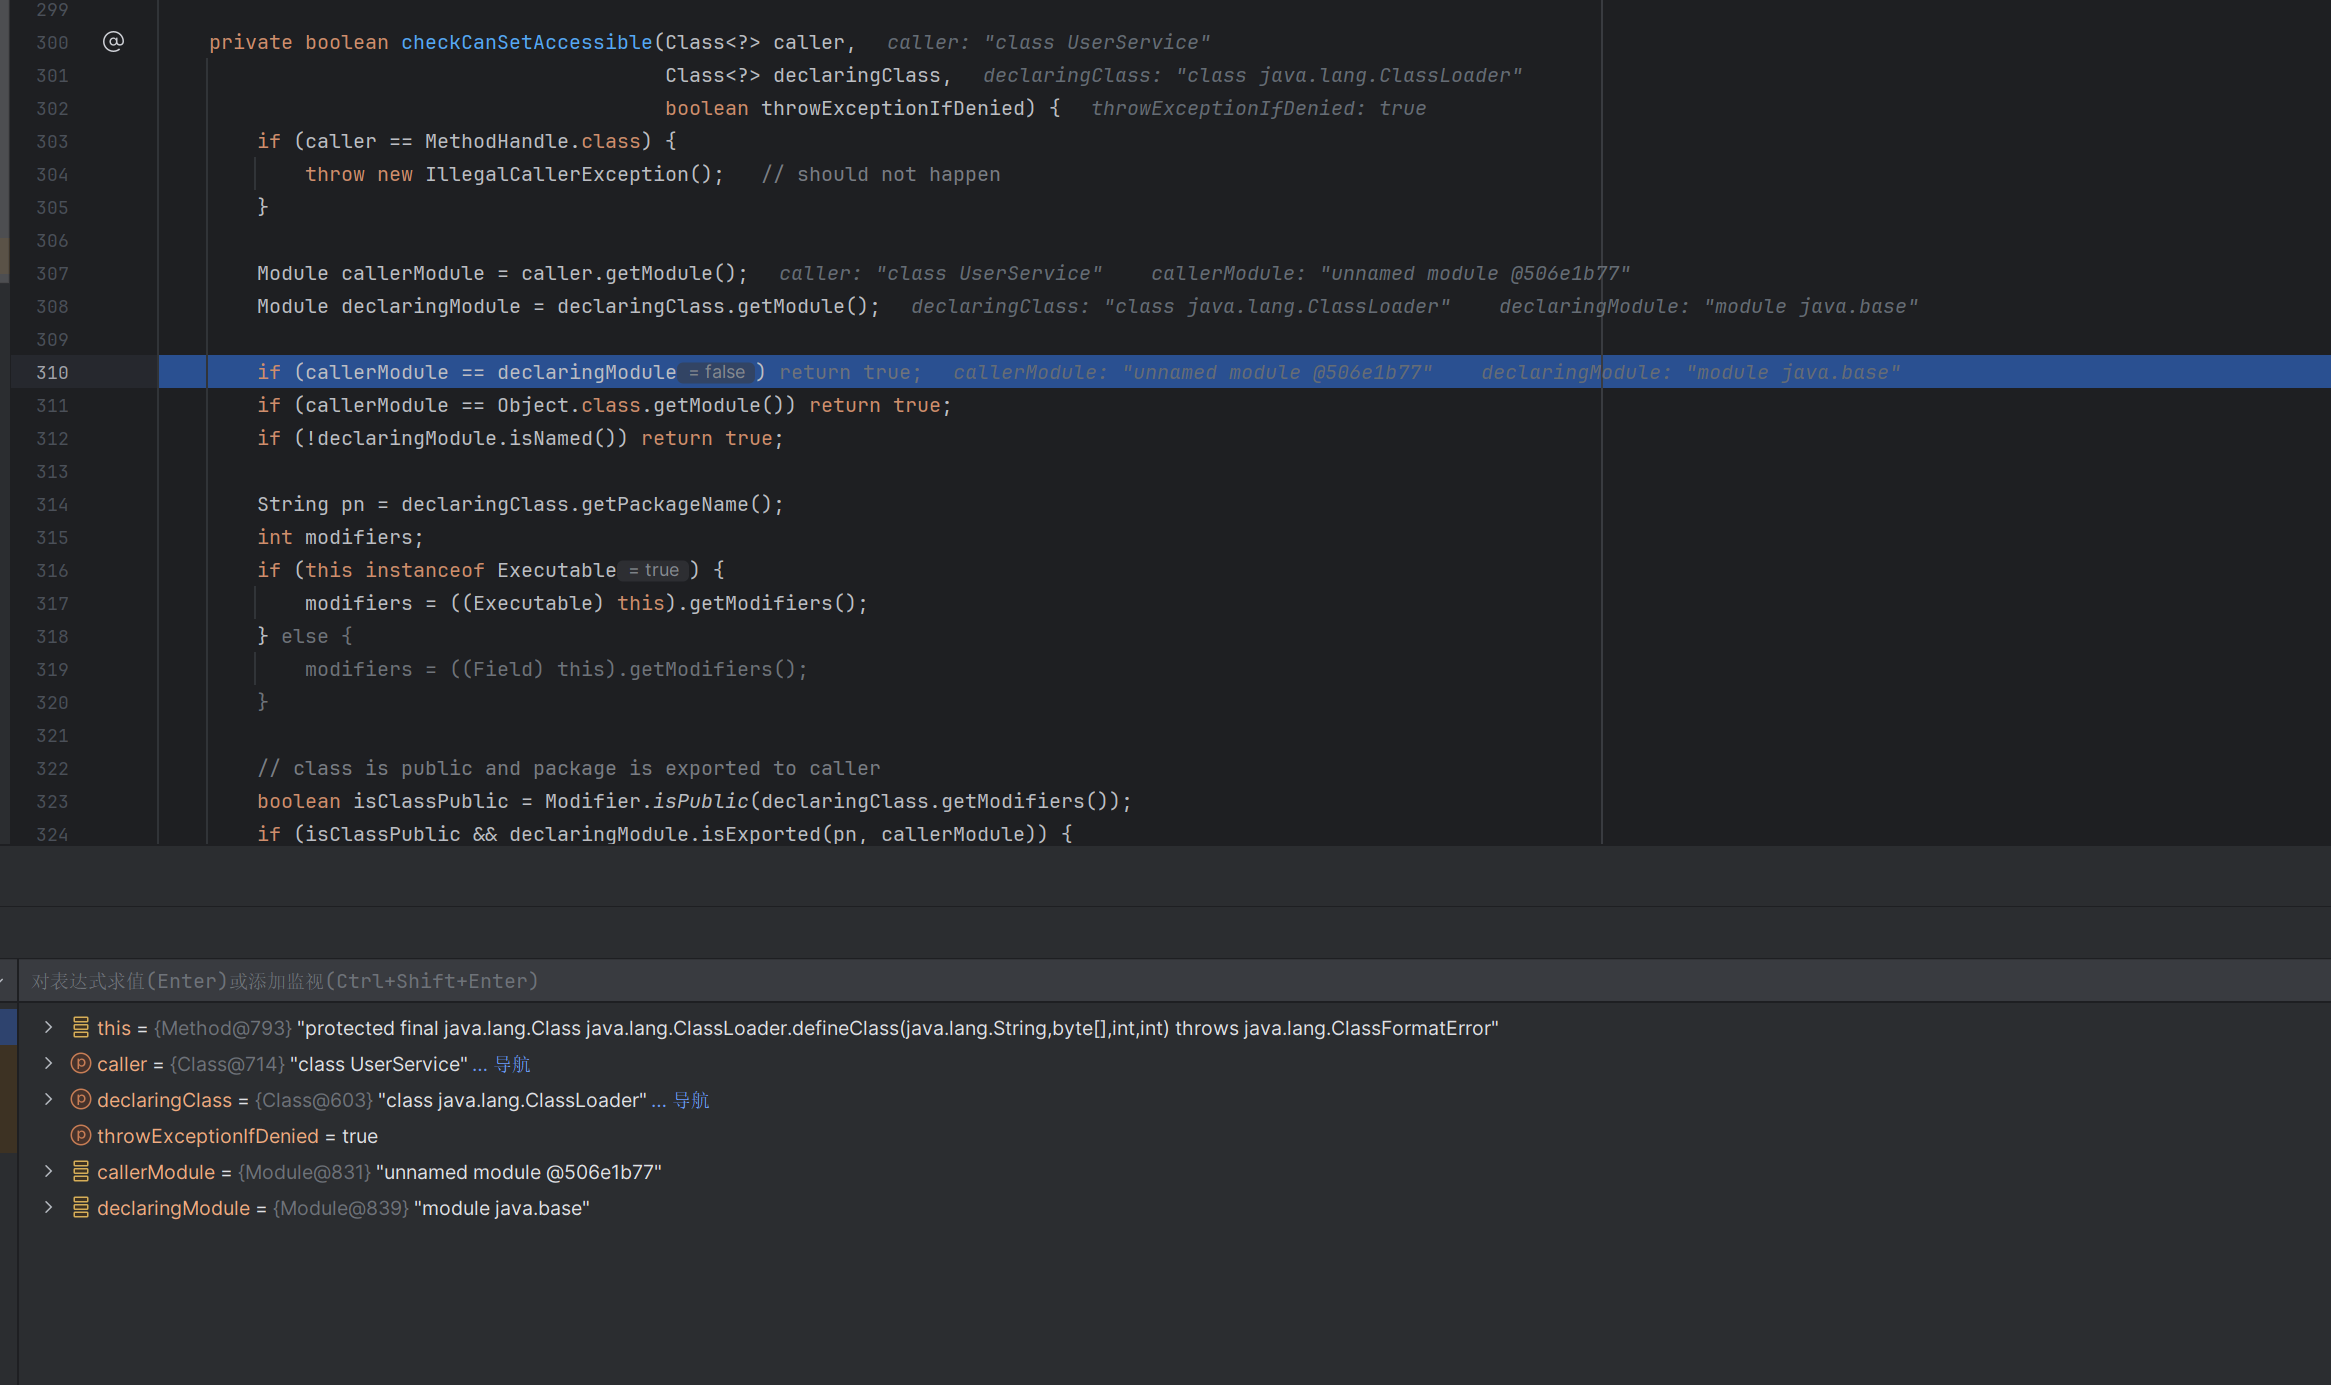 299
300 @ private boolean checkCanSetAccessible(Class<?> caller, caller: "class UserService"
301 Class<?> declaringClass, declaringClass: "class java.lang.ClassLoader"
302 boolean throwExceptionIfDenied) { throwExceptionIfDenied: true
303 if (caller == MethodHandle.class) {
304 throw new IllegalCallerException(); // should not happen
305 }
306
307 Module callerModule = caller.getModule(); caller: "class UserService" callerModule: "unnamed module @506e1b77"
308 Module declaringModule = declaringClass.getModule(); declaringClass: "class java.lang.ClassLoader" declaringModule: "module java.base"
309
310 if (callerModule == declaringModule = false ) return true; callerModule: "unnamed module @506e1b77" declaringModule: "module java.base"
311 if (callerModule == Object.class.getModule()) return true;
312 if (!declaringModule.isNamed()) return true;
313
314 String pn = declaringClass.getPackageName();
315 int modifiers;
316 if (this instanceof Executable = true ) {
317 modifiers = ((Executable) this).getModifiers();
318 } else {
319 modifiers = ((Field) this).getModifiers();
320 }
321
322 // class is public and package is exported to caller
323 boolean isClassPublic = Modifier.isPublic(declaringClass.getModifiers());
324 if (isClassPublic && declaringModule.isExported(pn, callerModule)) {
对表达式求值(Enter)或添加监视(Ctrl+Shift+Enter)
this = {Method@793} "protected final java.lang.Class java.lang.ClassLoader.defineClass(java.lang.String,byte[],int,int) throws java.lang.ClassFormatError"
caller = {Class@714} "class UserService" ... 导航
declaringClass = {Class@603} "class java.lang.ClassLoader" ... 导航
throwExceptionIfDenied = true
callerModule = {Module@831} "unnamed module @506e1b77"
declaringModule = {Module@839} "module java.base"